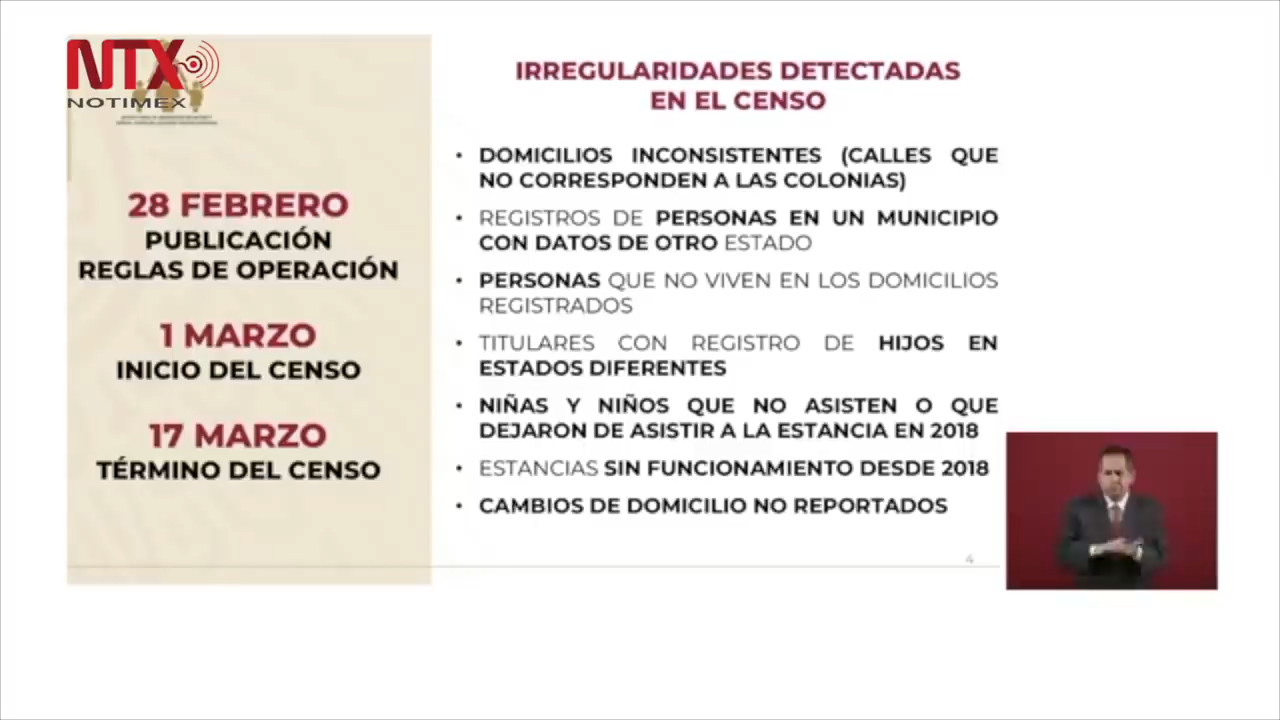 NTX
NOTIMEX
28 FEBRERO
PUBLICACIÓN
REGLAS DE OPERACIÓN
1 MARZO
INICIO DEL CENSO
17 MARZO
TÉRMINO DEL CENSO
IRREGULARIDADES DETECTADAS
EN EL CENSO
• DOMICILIOS INCONSISTENTES (CALLES QUE
NO CORRESPONDEN A LAS COLONIAS)
• REGISTROS DE PERSONAS EN UN MUNICIPIO
CON DATOS DE OTRO ESTADO
• PERSONAS QUE NO VIVEN EN LOS DOMICILIOS
REGISTRADOS
• TITULARES CON REGISTRO DE HIJOS EN
ESTADOS DIFERENTES
• NIÑAS Y NIÑOS QUE NO ASISTEN O QUE
DEJARON DE ASISTIR A LA ESTANCIA EN 2018
• ESTANCIAS SIN FUNCIONAMIENTO DESDE 2018
• CAMBIOS DE DOMICILIO NO REPORTADOS
4